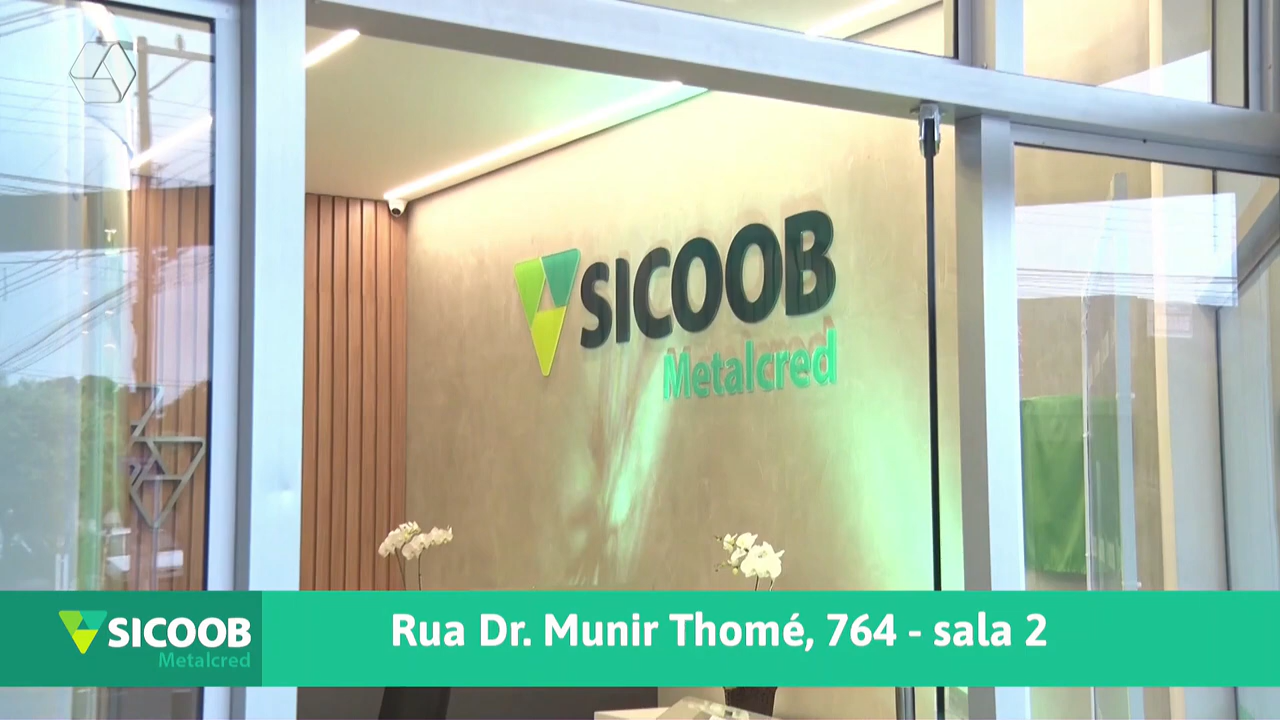 SICOOB
Metalcred
SICOOB
Metalcred
Rua Dr. Munir Thomé, 764 - sala 2